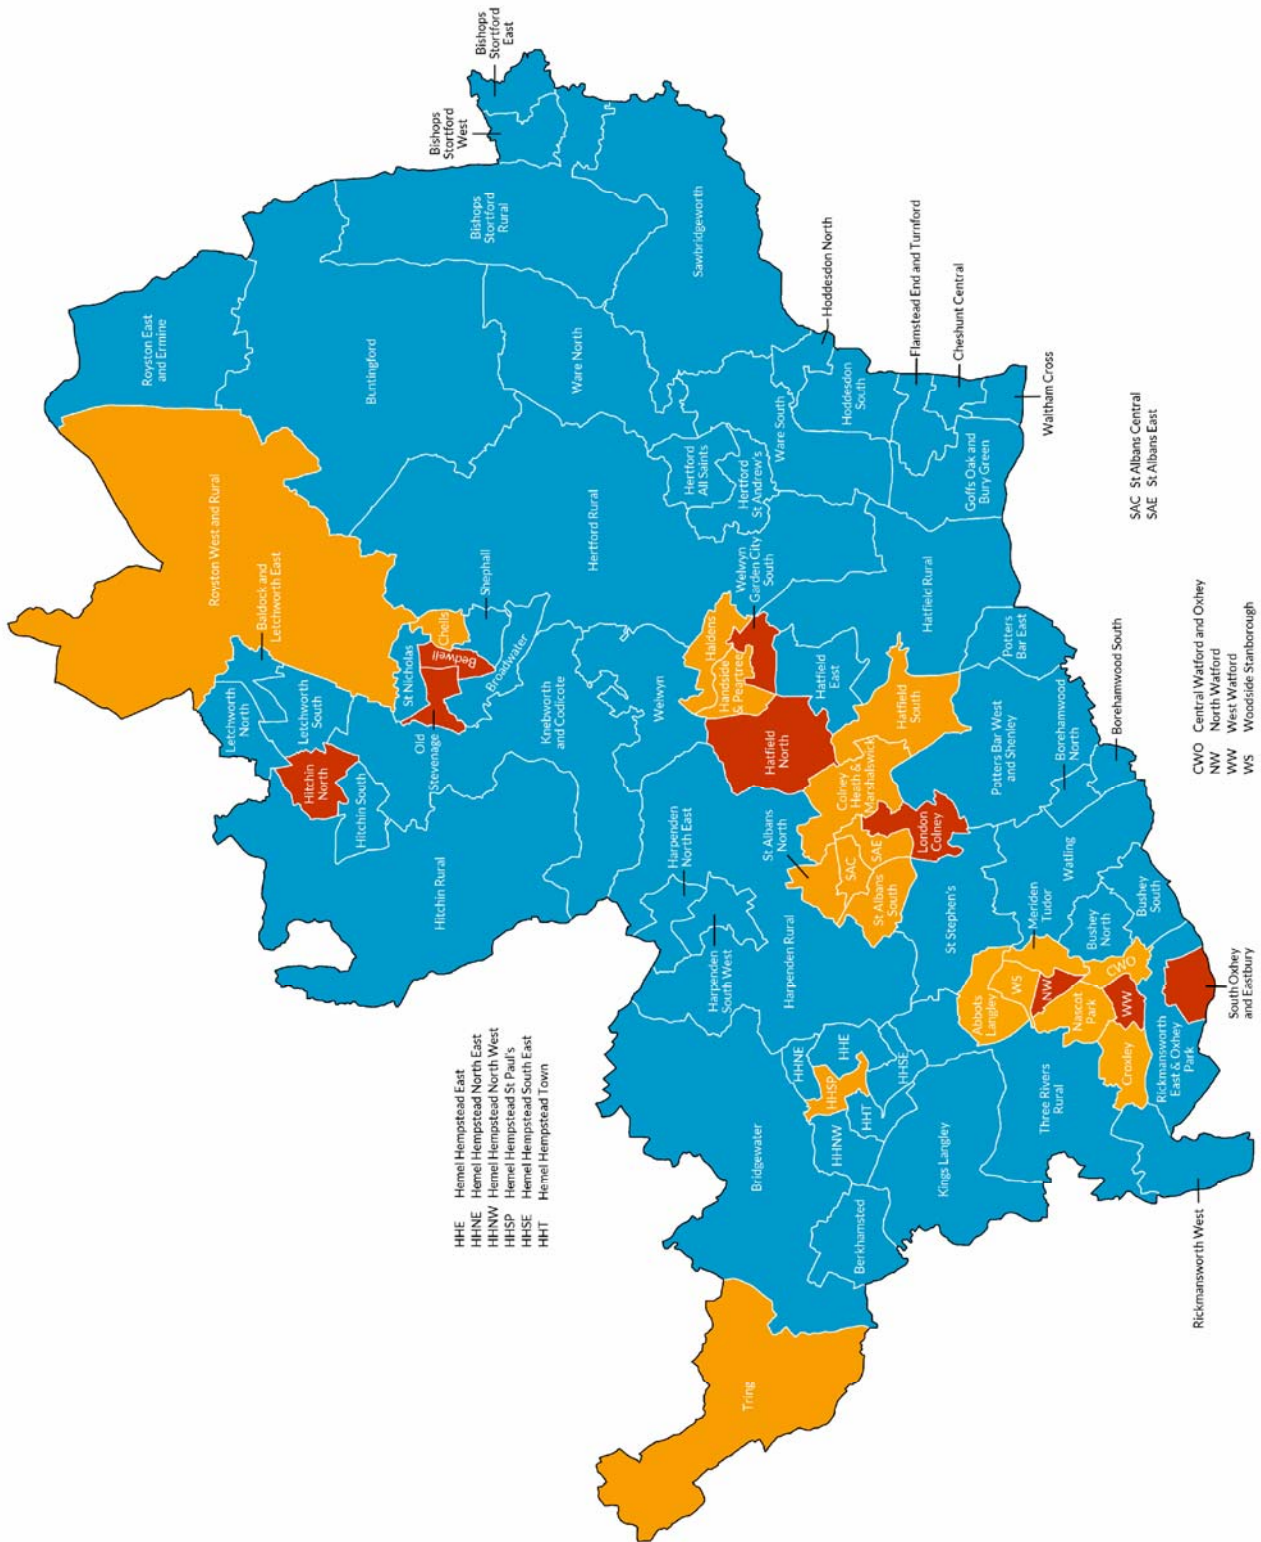 Bishops
Stortford
East
Bishops
Stortford
West
Bishops
Stortford
Rural
Sawbridgeworth
Royston East
and Ermine
Buntingford
Ware North
Hoddesdon North
Hoddesdon
South
Flamstead End and Turnford
Cheshunt Central
Waltham Cross
Ware South
Goffs Oak and
Bury Green
Hertford
All Saints
Hertford
St Andrew's
Hertford Rural
Royston West and Rural
Baldock and
Letchworth East
Letchworth
North
Letchworth
South
Hitchin
North
Hitchin South
Hitchin Rural
St Nicholas
Chells
Bedwell
Shephall
Broadwater
Old
Stevenage
Knebworth
and Codicote
Welwyn
Haldens
Handside
& Peartree
Welwyn
Garden City
South
Hatfield Rural
Hatfield
East
Hatfield
North
Hatfield
South
Potters
Bar East
Potters Bar West
and Shenley
Borehamwood
North
Borehamwood South
Colney
Heath &
Marshalswick
London
Colney
St Albans
North
SAC
SAE
St Albans
South
Harpenden
North East
Harpenden
South West
Harpenden Rural
St Stephen's
Watling
Meriden
Tudor
Bushey
North
Bushey
South
Abbots
Langley
WS
NW
Nascot
Park
CWO
WW
Croxley
South Oxhey
and Eastbury
Rickmansworth
East & Oxhey
Park
Three Rivers
Rural
Rickmansworth West
Kings Langley
HHNE
HHE
HHSP
HHSE
HHT
HHNW
Bridgewater
Berkhamsted
Tring
HHE Hemel Hempstead East
HHNE Hemel Hempstead North East
HHNW Hemel Hempstead North West
HHSP Hemel Hempstead St Paul's
HHSE Hemel Hempstead South East
HHT Hemel Hempstead Town
SAC St Albans Central
SAE St Albans East
CWO Central Watford and Oxhey
NW North Watford
WW West Watford
WS Woodside Stanborough